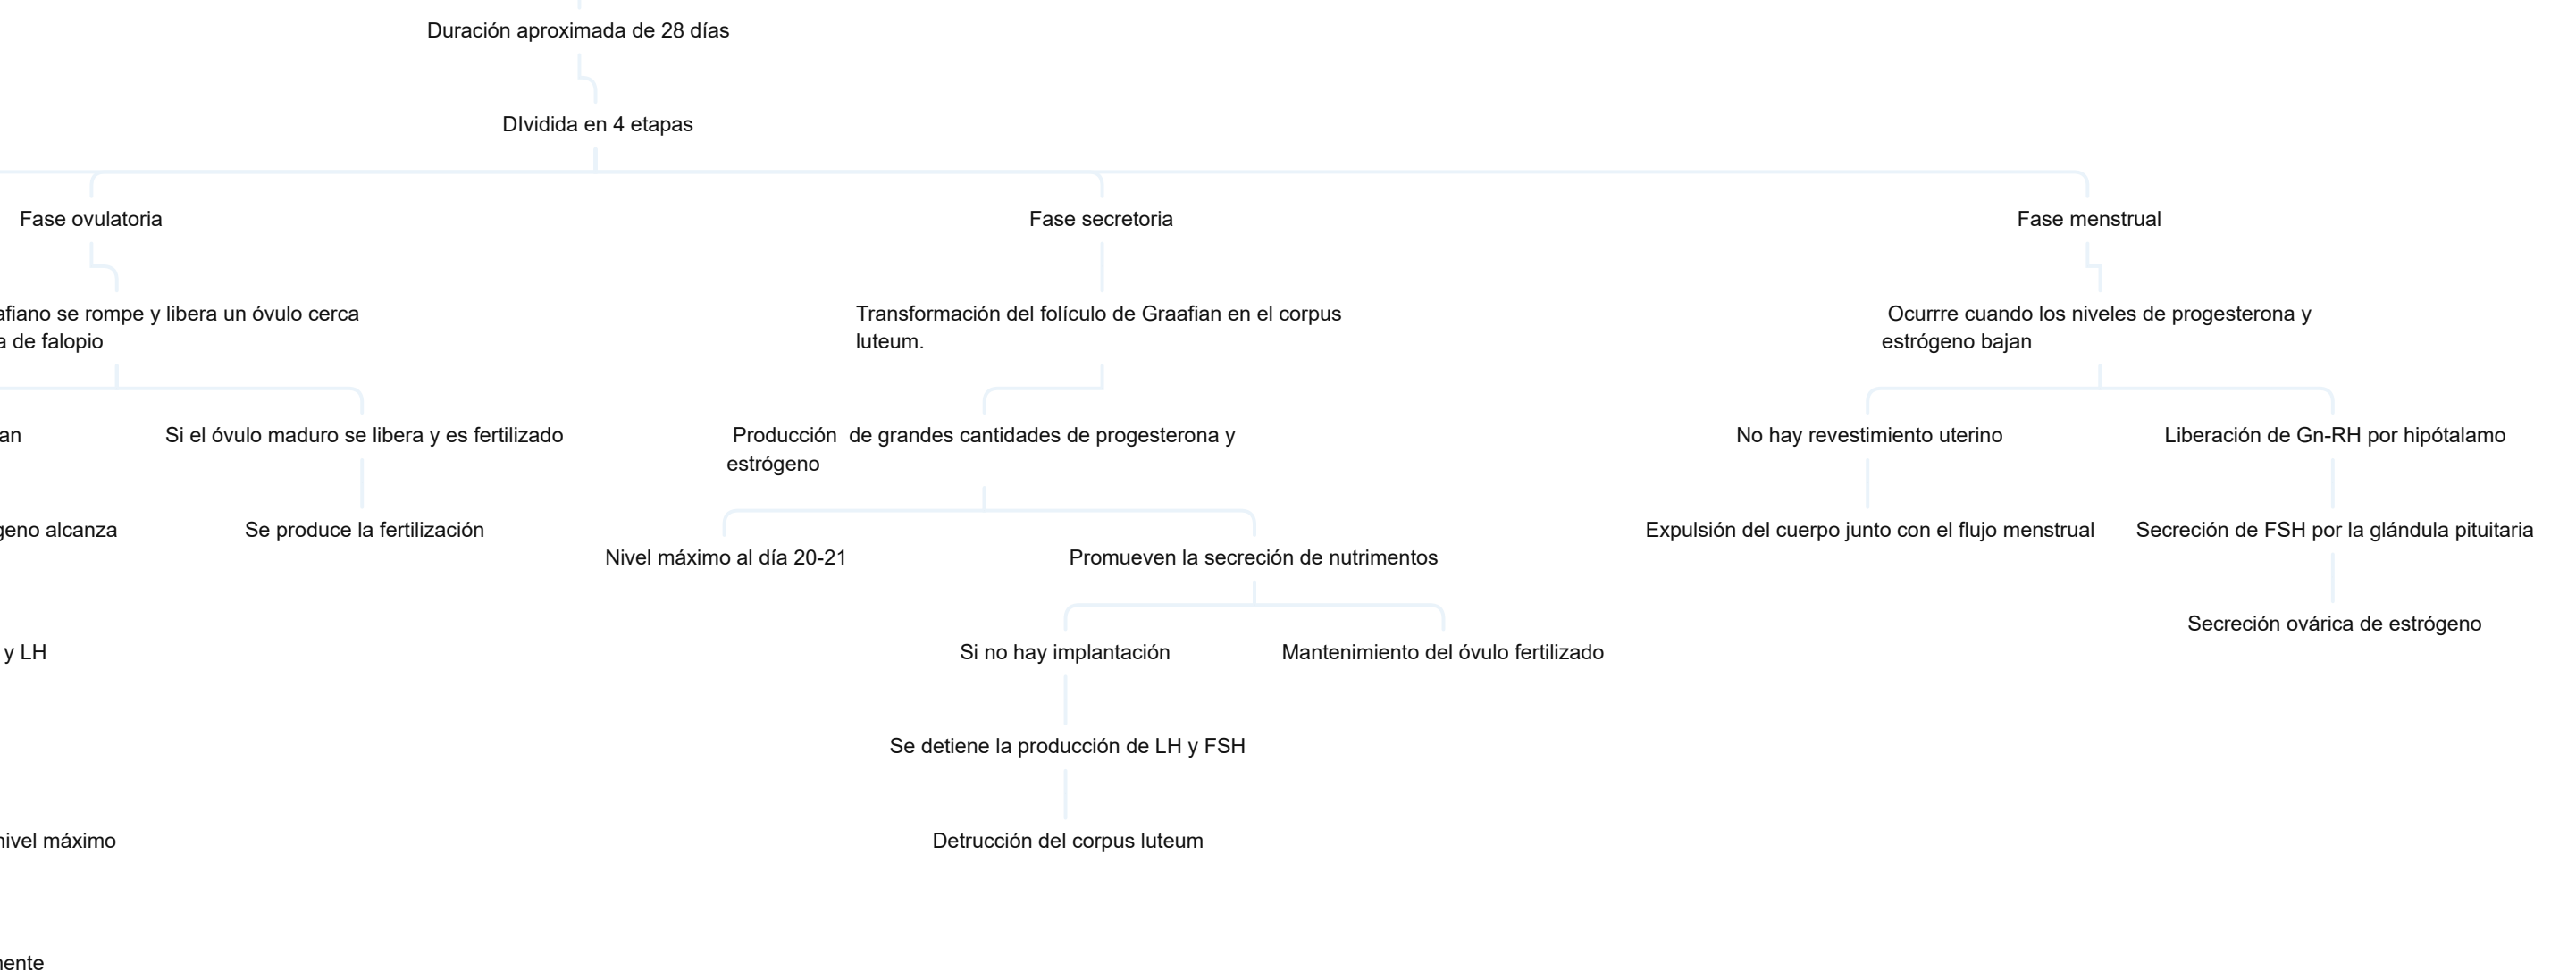 Duración aproximada de 28 días
DIvidida en 4 etapas
Fase ovulatoria
Fase secretoria
Fase menstrual
se rompe y libera un óvulo cerca
de falopio
Transformación del folículo de Graafian en el corpus
luteum.
Ocurrre cuando los niveles de progesterona y
estrógeno bajan
Si el óvulo maduro se libera y es fertilizado
Producción de grandes cantidades de progesterona y
estrógeno
No hay revestimiento uterino
Liberación de Gn-RH por hipótalamo
alcanza
Se produce la fertilización
Nivel máximo al día 20-21
Promueven la secreción de nutrimentos
Expulsión del cuerpo junto con el flujo menstrual
Secreción de FSH por la glándula pituitaria
y LH
Si no hay implantación
Mantenimiento del óvulo fertilizado
Secreción ovárica de estrógeno
Se detiene la producción de LH y FSH
nivel máximo
Detrucción del corpus luteum